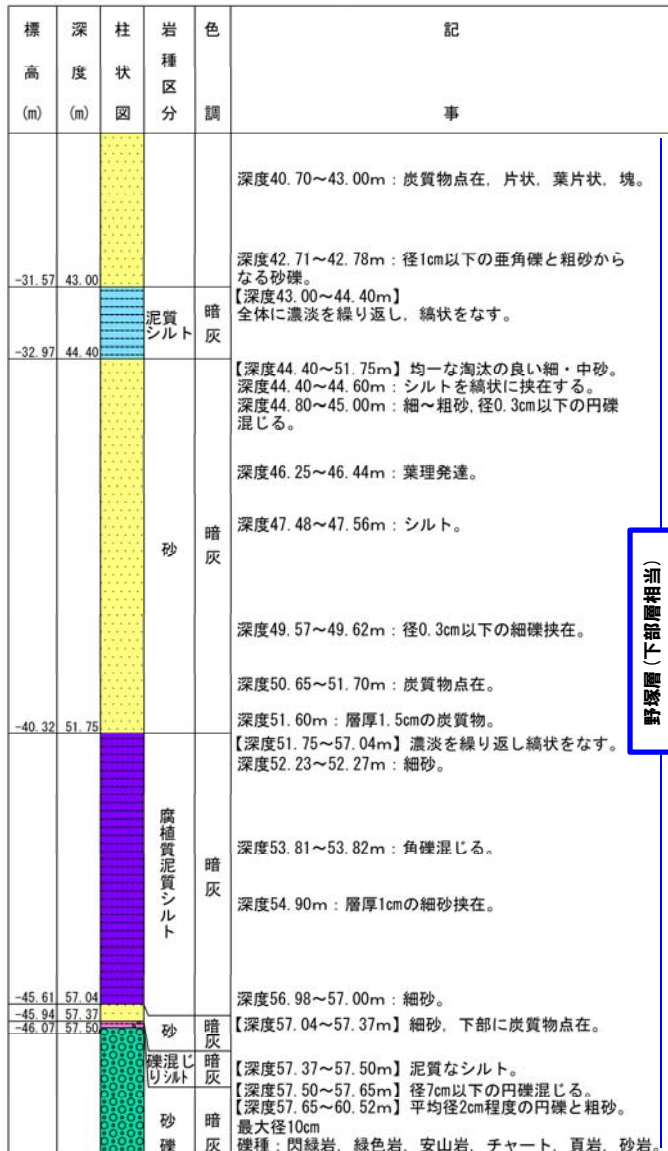 標高(m)
深度(m)
柱状図
岩種区分
色調
記事
深度40.70～43.00m：炭質物点在，片状，葉片状，塊。
深度42.71～42.78m：径1cm以下の亜角礫と粗砂から
なる砂礫。
-31.57 43.00
泥質
シルト
暗灰
【深度43.00～44.40m】
全体に濃淡を繰り返し，縞状をなす。
-32.97 44.40
砂
暗灰
【深度44.40～51.75m】均一な淘汰の良い細・中砂。
深度44.40～44.60m：シルトを縞状に挟在する。
深度44.80～45.00m：細～粗砂,径0.3cm以下の円礫
混じる。
深度46.25～46.44m：葉理発達。
深度47.48～47.56m：シルト。
深度49.57～49.62m：径0.3cm以下の細礫挟在。
深度50.65～51.70m：炭質物点在。
深度51.60m：層厚1.5cmの炭質物。
-40.32 51.75
腐植質泥質シルト
暗灰
【深度51.75～57.04m】濃淡を繰り返し縞状をなす。
深度52.23～52.27m：細砂。
深度53.81～53.82m：角礫混じる。
深度54.90m：層厚1cmの細砂挟在。
深度56.98～57.00m：細砂。
-45.61 57.04
-45.94 57.37
-46.07 57.50
砂
暗灰
【深度57.04～57.37m】細砂，下部に炭質物点在。
礫混じ
りシルト
暗灰
【深度57.37～57.50m】泥質なシルト。
砂礫
暗灰
【深度57.50～57.65m】径7cm以下の円礫混じる。
【深度57.65～60.52m】平均径2cm程度の円礫と粗砂。
最大径10cm
礫種：閃緑岩，緑色岩，安山岩，チャート，頁岩，砂岩。
野塚層(下部層相当)